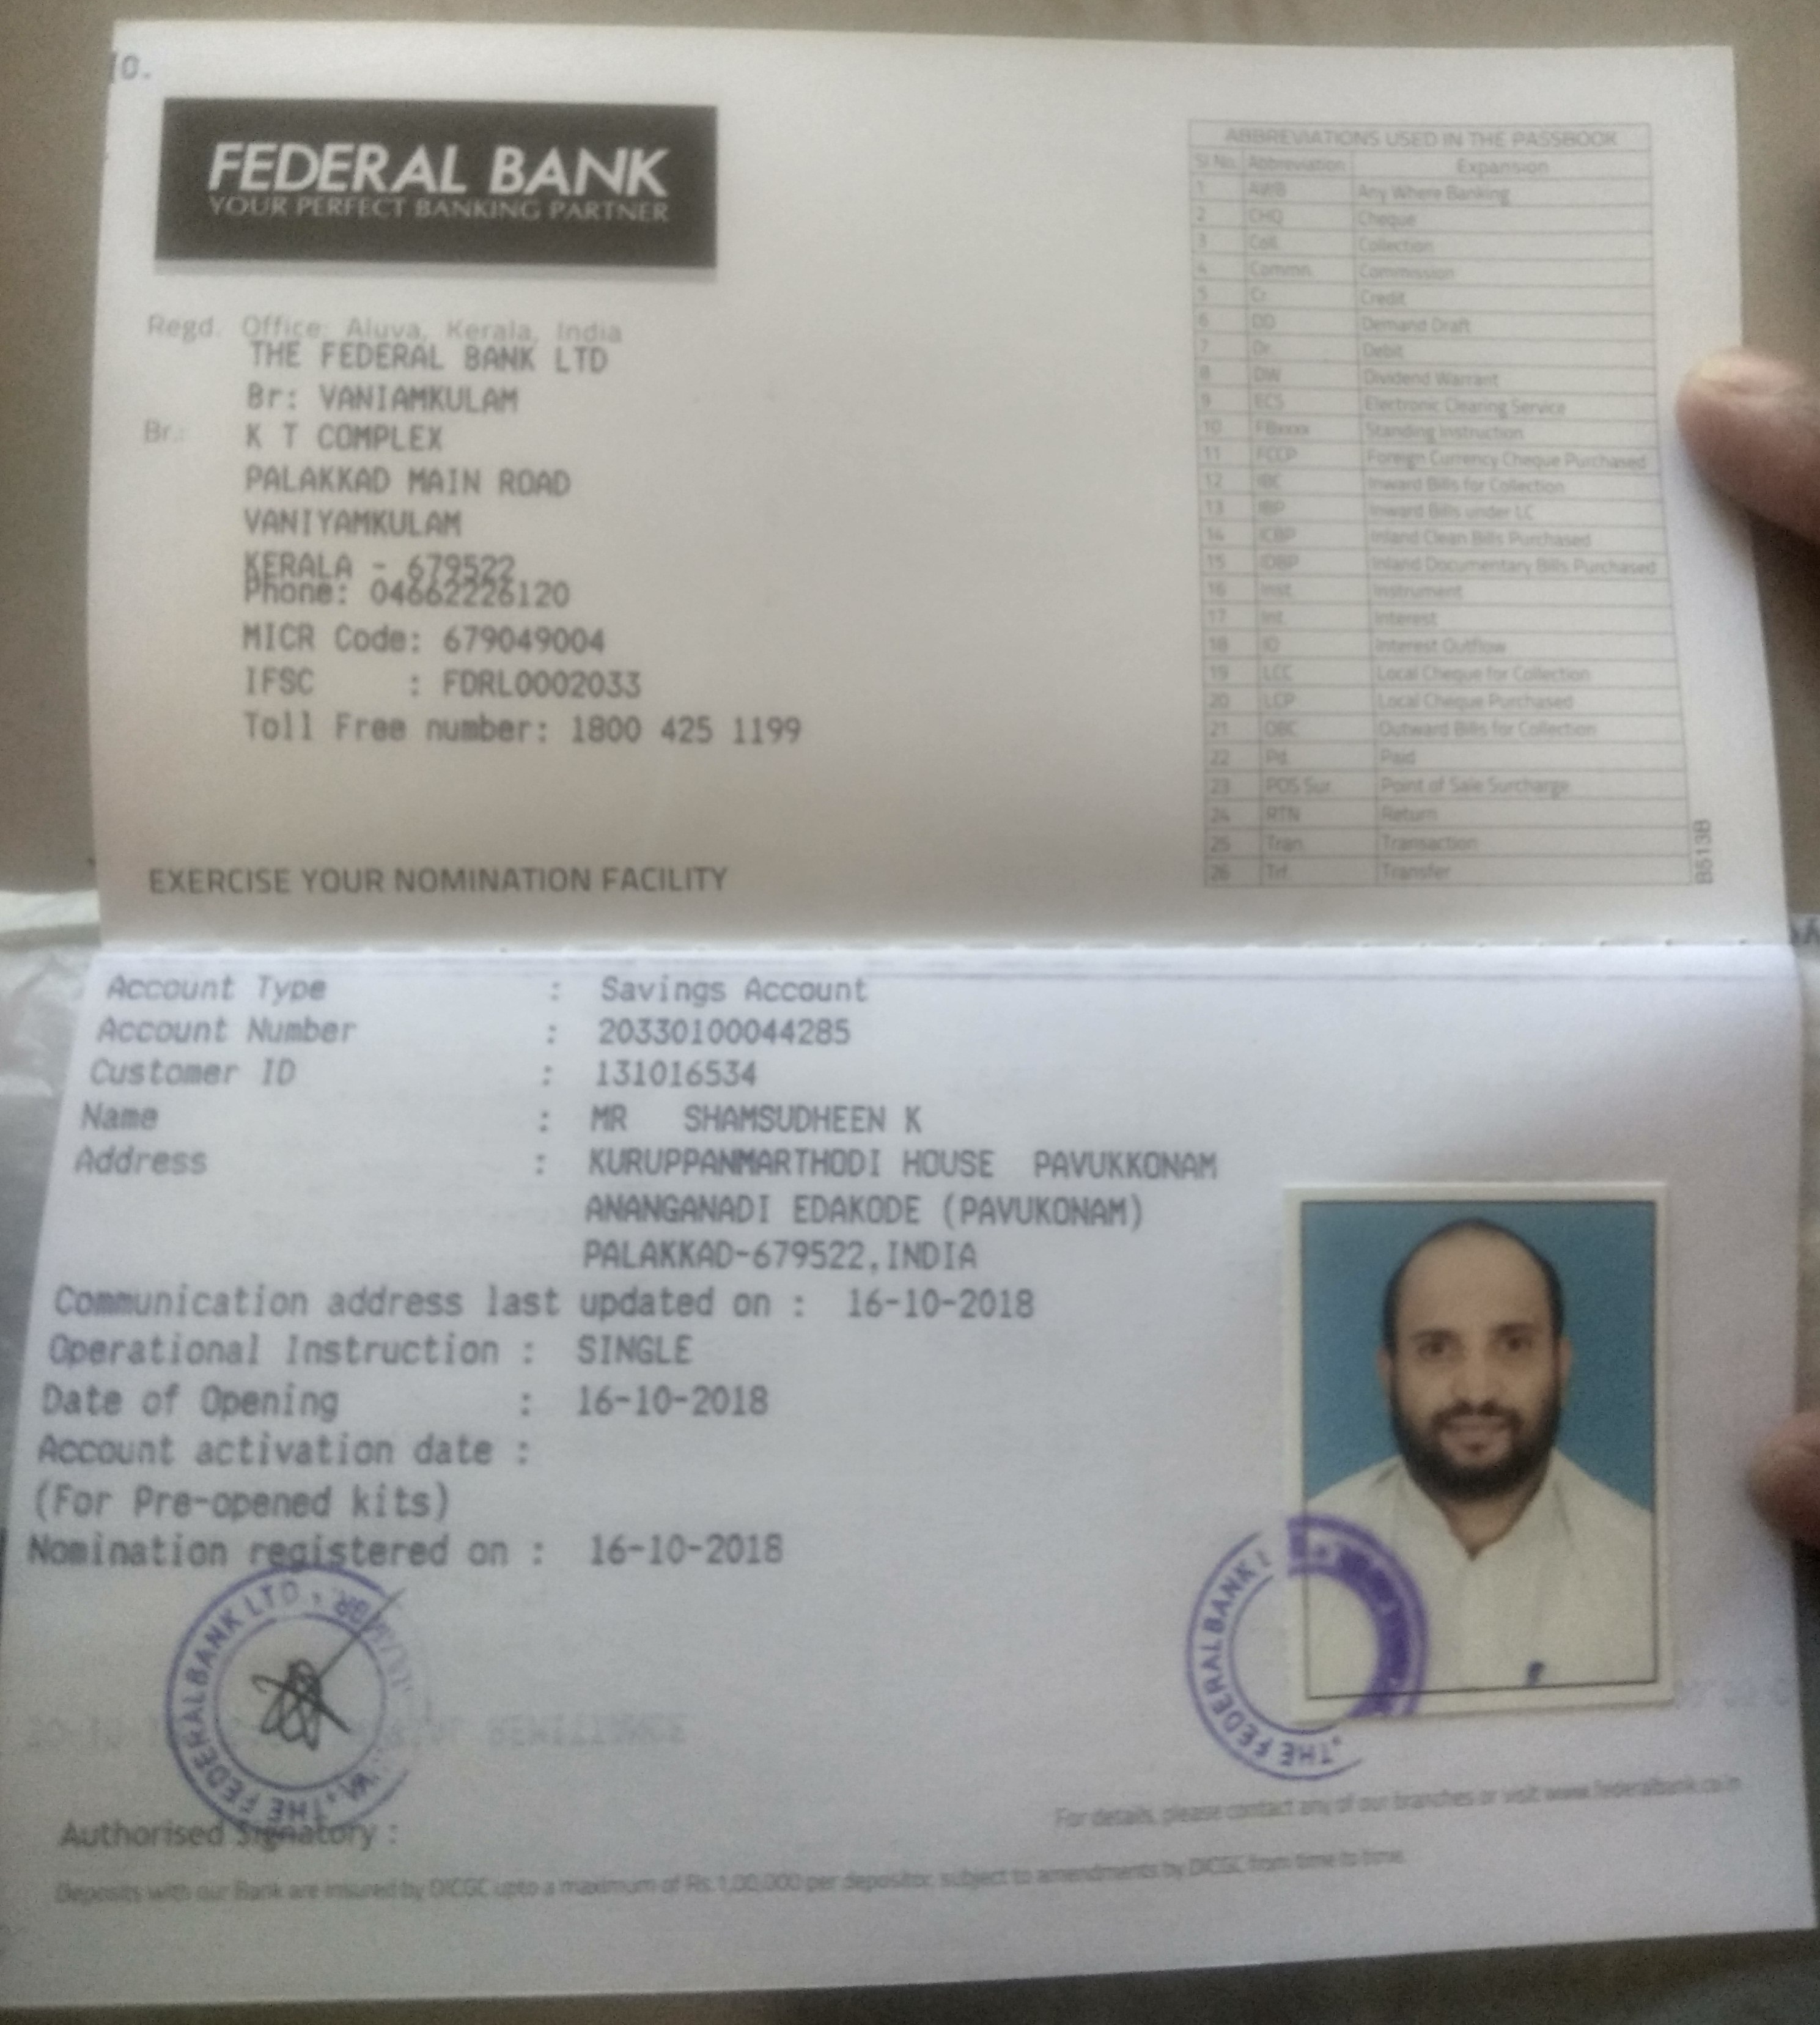 FEDERAL BANK
YOUR PERFECT BANKING PARTNER
Regd. Office: Aluva, Kerala, India
THE FEDERAL BANK LTD
Br: VANIAMKULAM
Br.: K T COMPLEX
PALAKKAD MAIN ROAD
VANIYAMKULAM
KERALA - 679522
Phone: 04662226120
MICR Code: 679049004
IFSC : FDRL0002033
Toll Free number: 1800 425 1199
EXERCISE YOUR NOMINATION FACILITY
ABBREVIATIONS USED IN THE PASSBOOK
Sl No. Abbreviation Expansion
1 AWB Any Where Banking
2 CHQ Cheque
3 Coll Collection
4 Commn Commission
5 Cr Credit
6 DD Demand Draft
7 Dr Debit
8 DW Dividend Warrant
9 ECS Electronic Clearing Service
10 FBxxxx Standing Instruction
11 FCCP Foreign Currency Cheque Purchased
12 IBC Inward Bills for Collection
13 IBP Inward Bills under LC
14 ICBP Inland Clean Bills Purchased
15 IDBP Inland Documentary Bills Purchased
16 Inst Instrument
17 Int Interest
18 IO Interest Outflow
19 LCC Local Cheque for Collection
20 LCP Local Cheque Purchased
21 OBC Outward Bills for Collection
22 Pd Paid
23 POS Sur Point of Sale Surcharge
24 RTN Return
25 Tran Transaction
26 Trf Transfer
B513B
Account Type : Savings Account
Account Number : 20330100044285
Customer ID : 131016534
Name : MR SHAMSUDHEEN K
Address : KURUPPANMARTHODI HOUSE PAVUKKONAM
ANANGANADI EDAKODE (PAVUKONAM)
PALAKKAD-679522,INDIA
Communication address last updated on : 16-10-2018
Operational Instruction : SINGLE
Date of Opening : 16-10-2018
Account activation date :
(For Pre-opened kits)
Nomination registered on : 16-10-2018
THE FEDERAL BANK LTD
THE FEDERAL BANK
Authorised Signatory :
For details, please contact any of our branches or visit www.federalbank.co.in
Deposits with our Bank are insured by DICGC upto a maximum of Rs.1,00,000 per depositor, subject to amendments by DICGC from time to time.